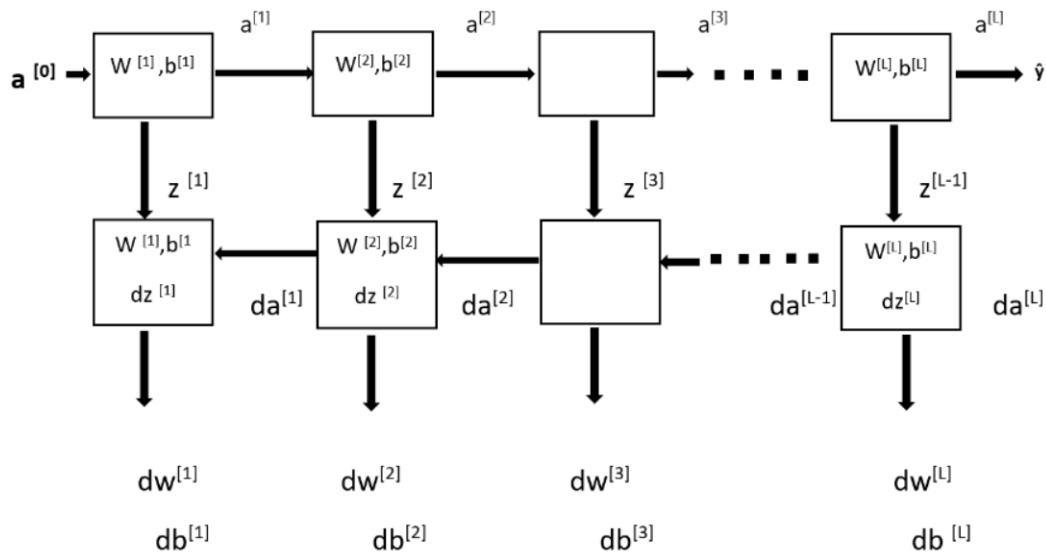 a[1] a[2] a[3] a[L]
a [0] W [1],b[1] W[2],b[2] W[L],b[L] ŷ
z [1] z [2] z [3] z[L-1]
W [1],b[1 W [2],b[2] W[L],b[L]
dz [1] da[1] dz [2] da[2] da[L-1] dz[L] da[L]
dw[1] dw[2] dw[3] dw[L]
db[1] db[2] db[3] db [L]